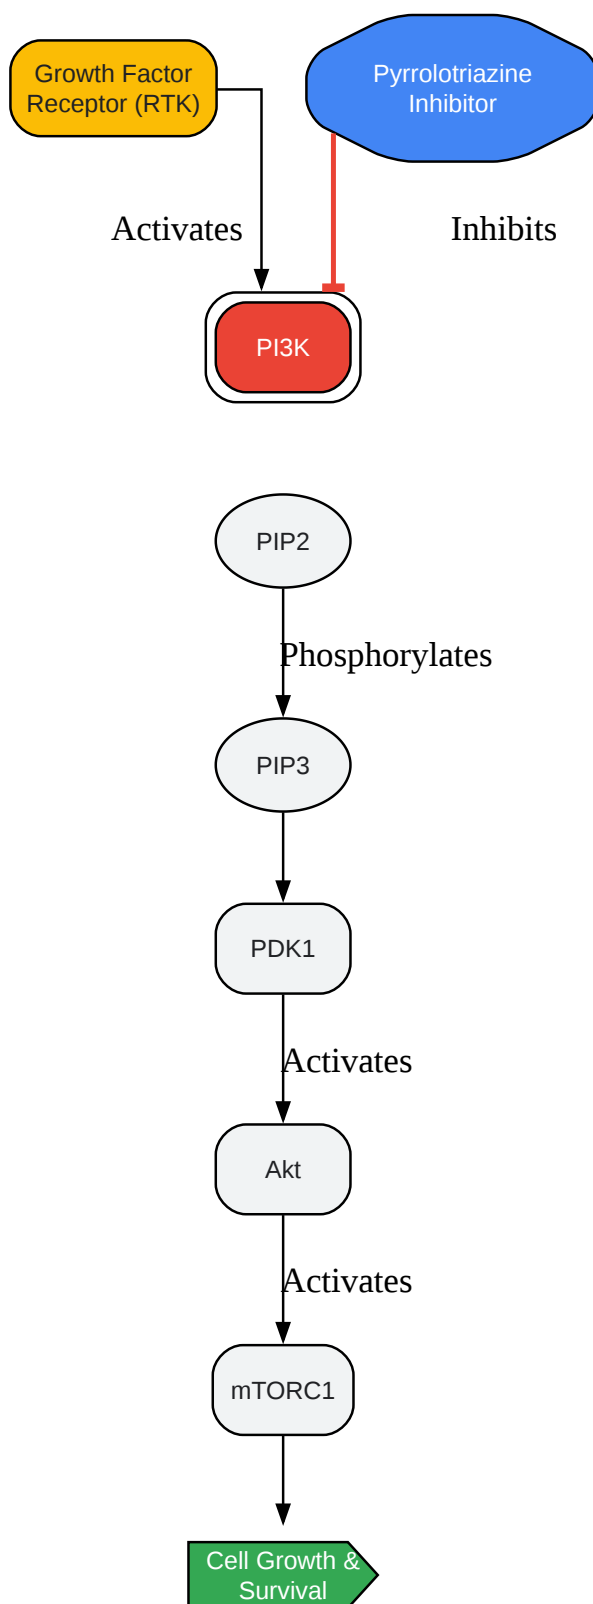 Growth Factor
Receptor (RTK)
Pyrrolotriazine
Inhibitor
Activates
Inhibits
PI3K
PIP2
Phosphorylates
PIP3
PDK1
Activates
Akt
Activates
mTORC1
Cell Growth &
Survival